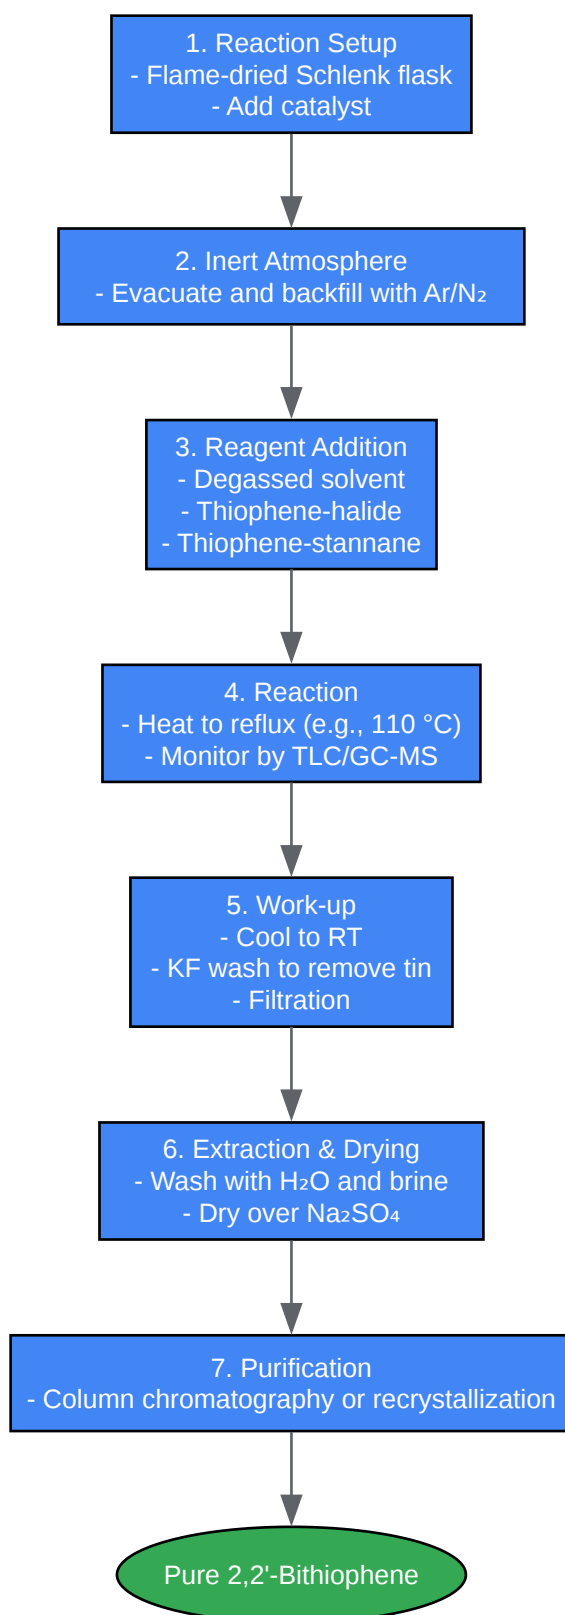 1. Reaction Setup
- Flame-dried Schlenk flask
- Add catalyst
2. Inert Atmosphere
- Evacuate and backfill with Ar/N₂
3. Reagent Addition
- Degassed solvent
- Thiophene-halide
- Thiophene-stannane
4. Reaction
- Heat to reflux (e.g., 110 °C)
- Monitor by TLC/GC-MS
5. Work-up
- Cool to RT
- KF wash to remove tin
- Filtration
6. Extraction & Drying
- Wash with H₂O and brine
- Dry over Na₂SO₄
7. Purification
- Column chromatography or recrystallization
Pure 2,2'-Bithiophene